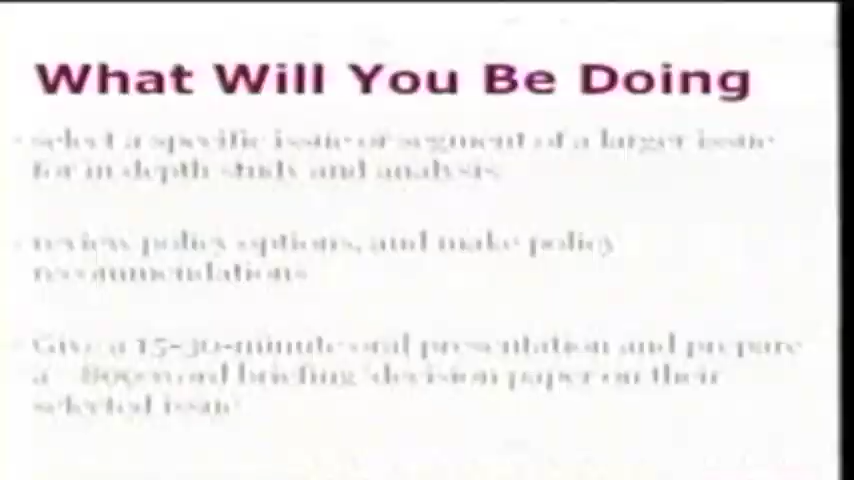 What Will You Be Doing
select a specific issue or segment of a larger issue
for in depth study and analysis
review policy options, and make policy
recommendations
Give a 15-30-minute oral presentation and prepare
a word briefing decision paper on their
selected issue